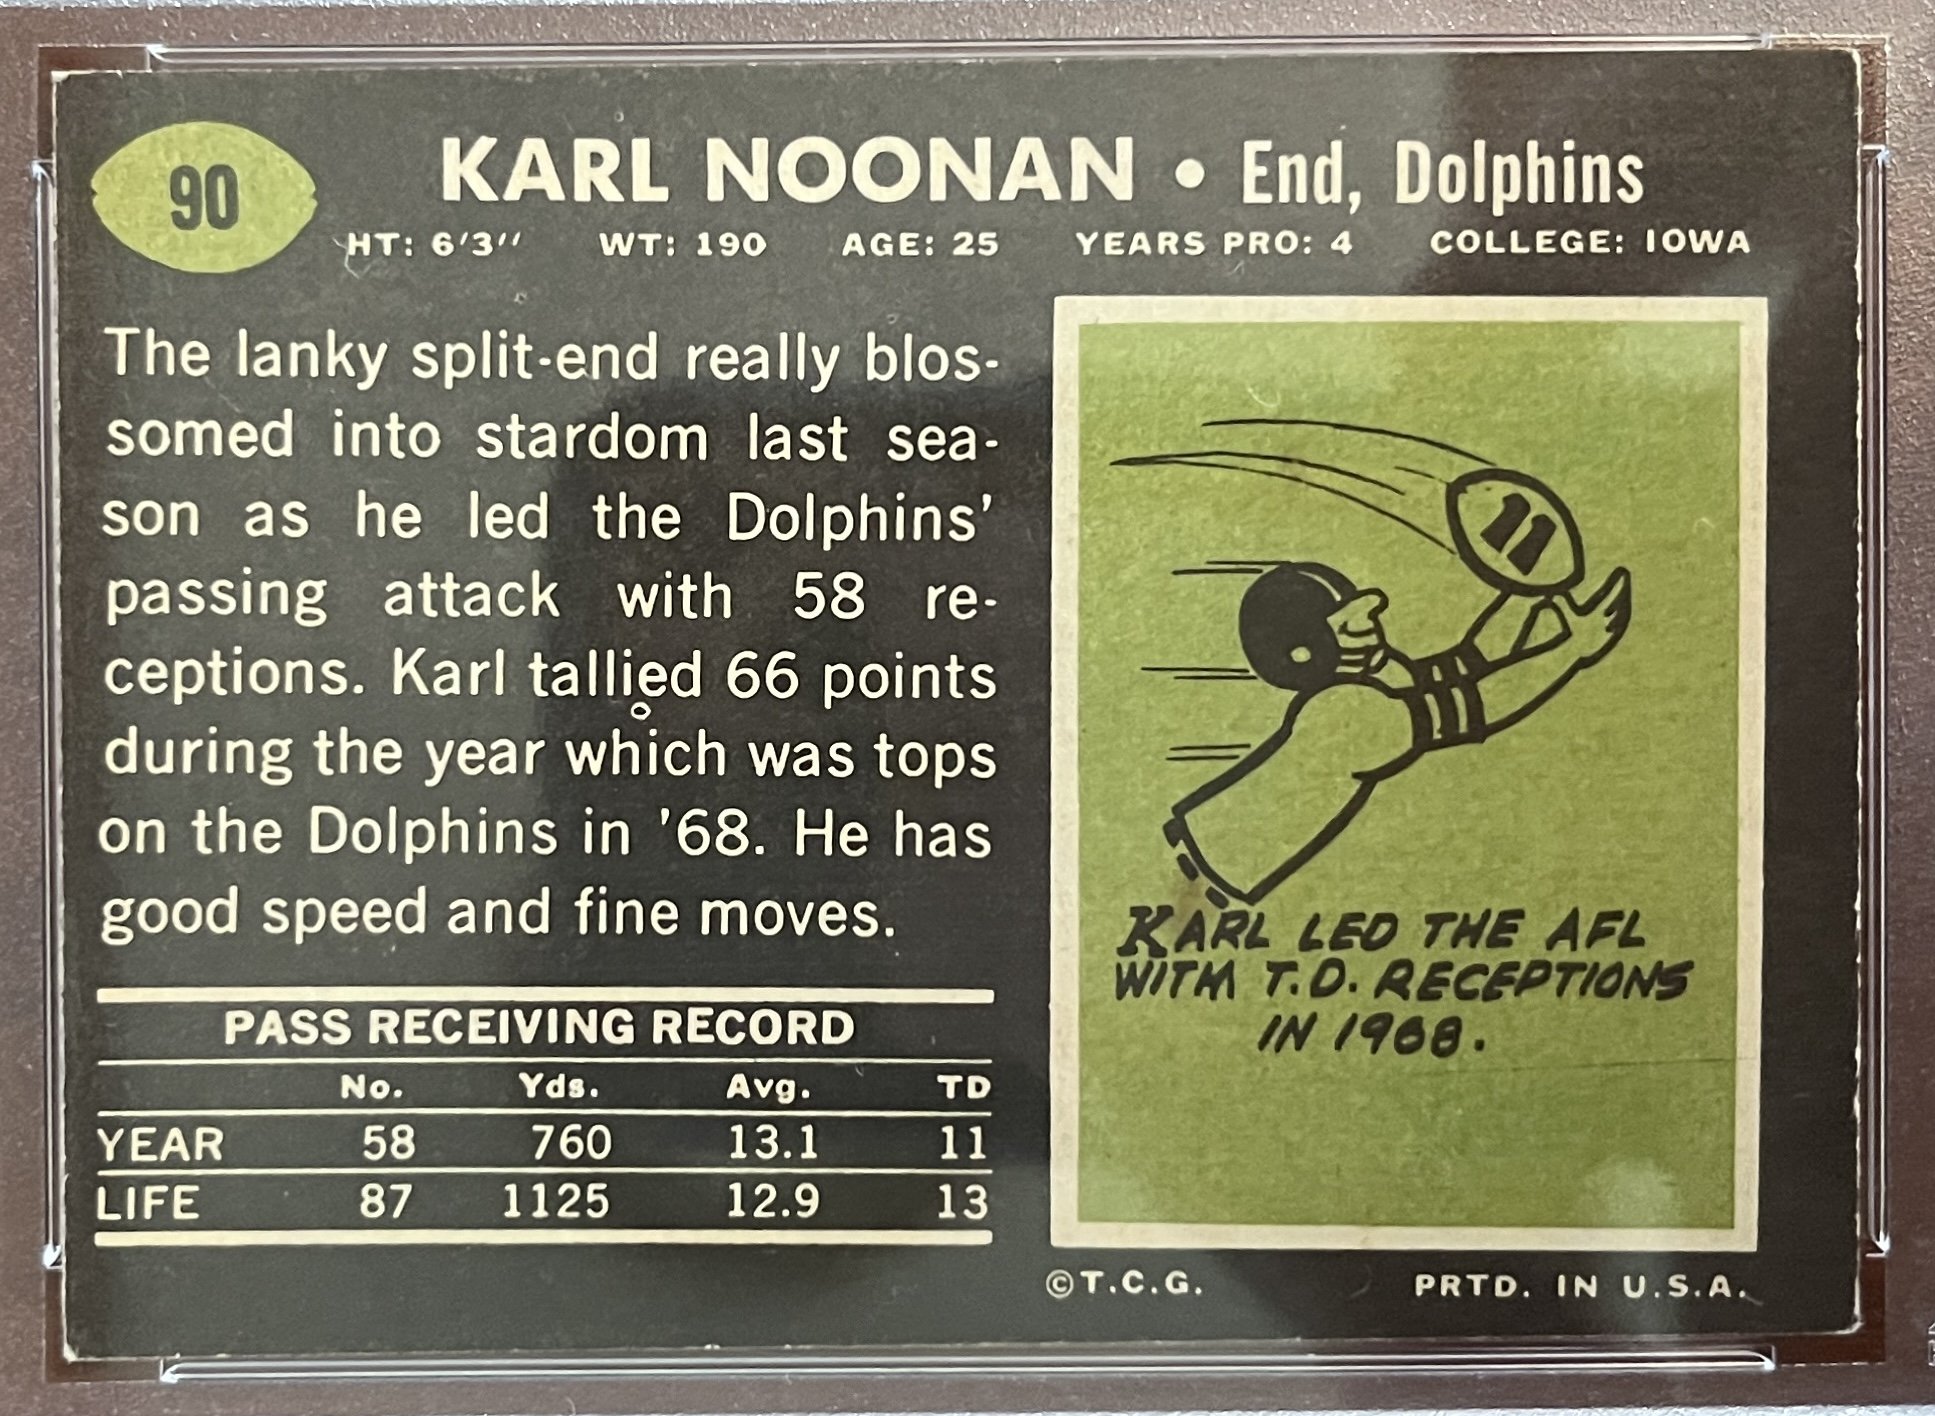 90
KARL NOONAN • End, Dolphins
HT: 6'3'' WT: 190 AGE: 25 YEARS PRO: 4 COLLEGE: IOWA
The lanky split-end really blos-
somed into stardom last sea-
son as he led the Dolphins'
passing attack with 58 re-
ceptions. Karl tallied 66 points
during the year which was tops
on the Dolphins in '68. He has
good speed and fine moves.
PASS RECEIVING RECORD
No. Yds. Avg. TD
YEAR 58 760 13.1 11
LIFE 87 1125 12.9 13
11
KARL LED THE AFL
WITH T.D. RECEPTIONS
IN 1968.
©T.C.G. PRTD. IN U.S.A.